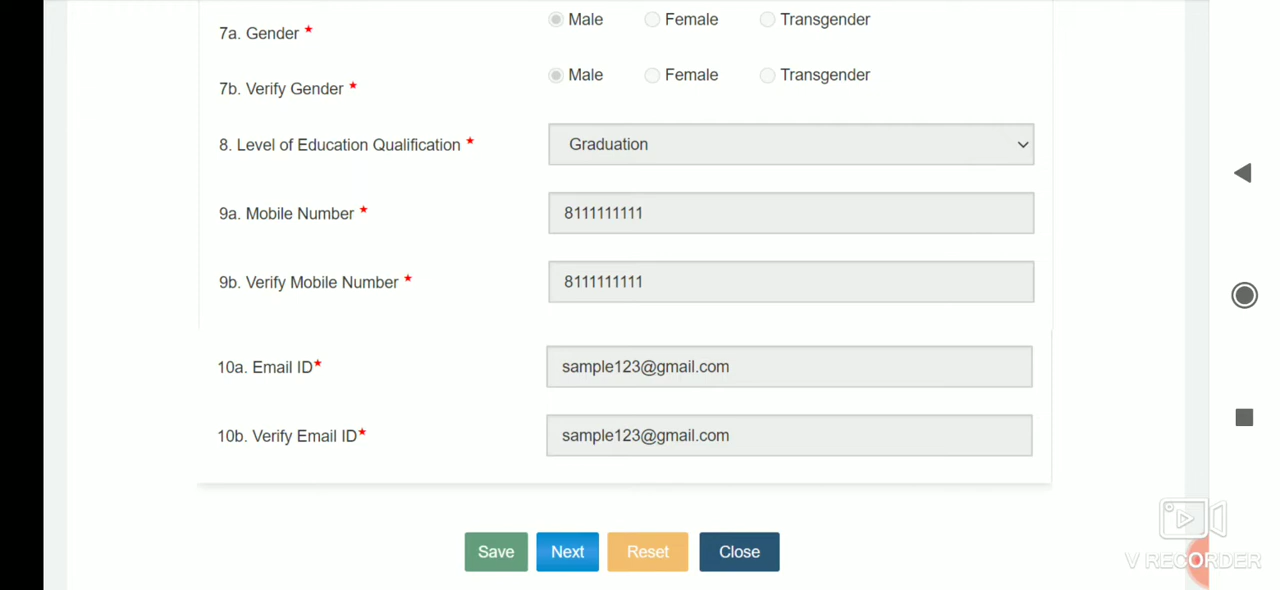 7a. Gender * Male Female Transgender
7b. Verify Gender * Male Female Transgender
8. Level of Education Qualification * Graduation
9a. Mobile Number * 8111111111
9b. Verify Mobile Number * 8111111111
10a. Email ID* sample123@gmail.com
10b. Verify Email ID* sample123@gmail.com
Save Next Reset Close
V RECORDER